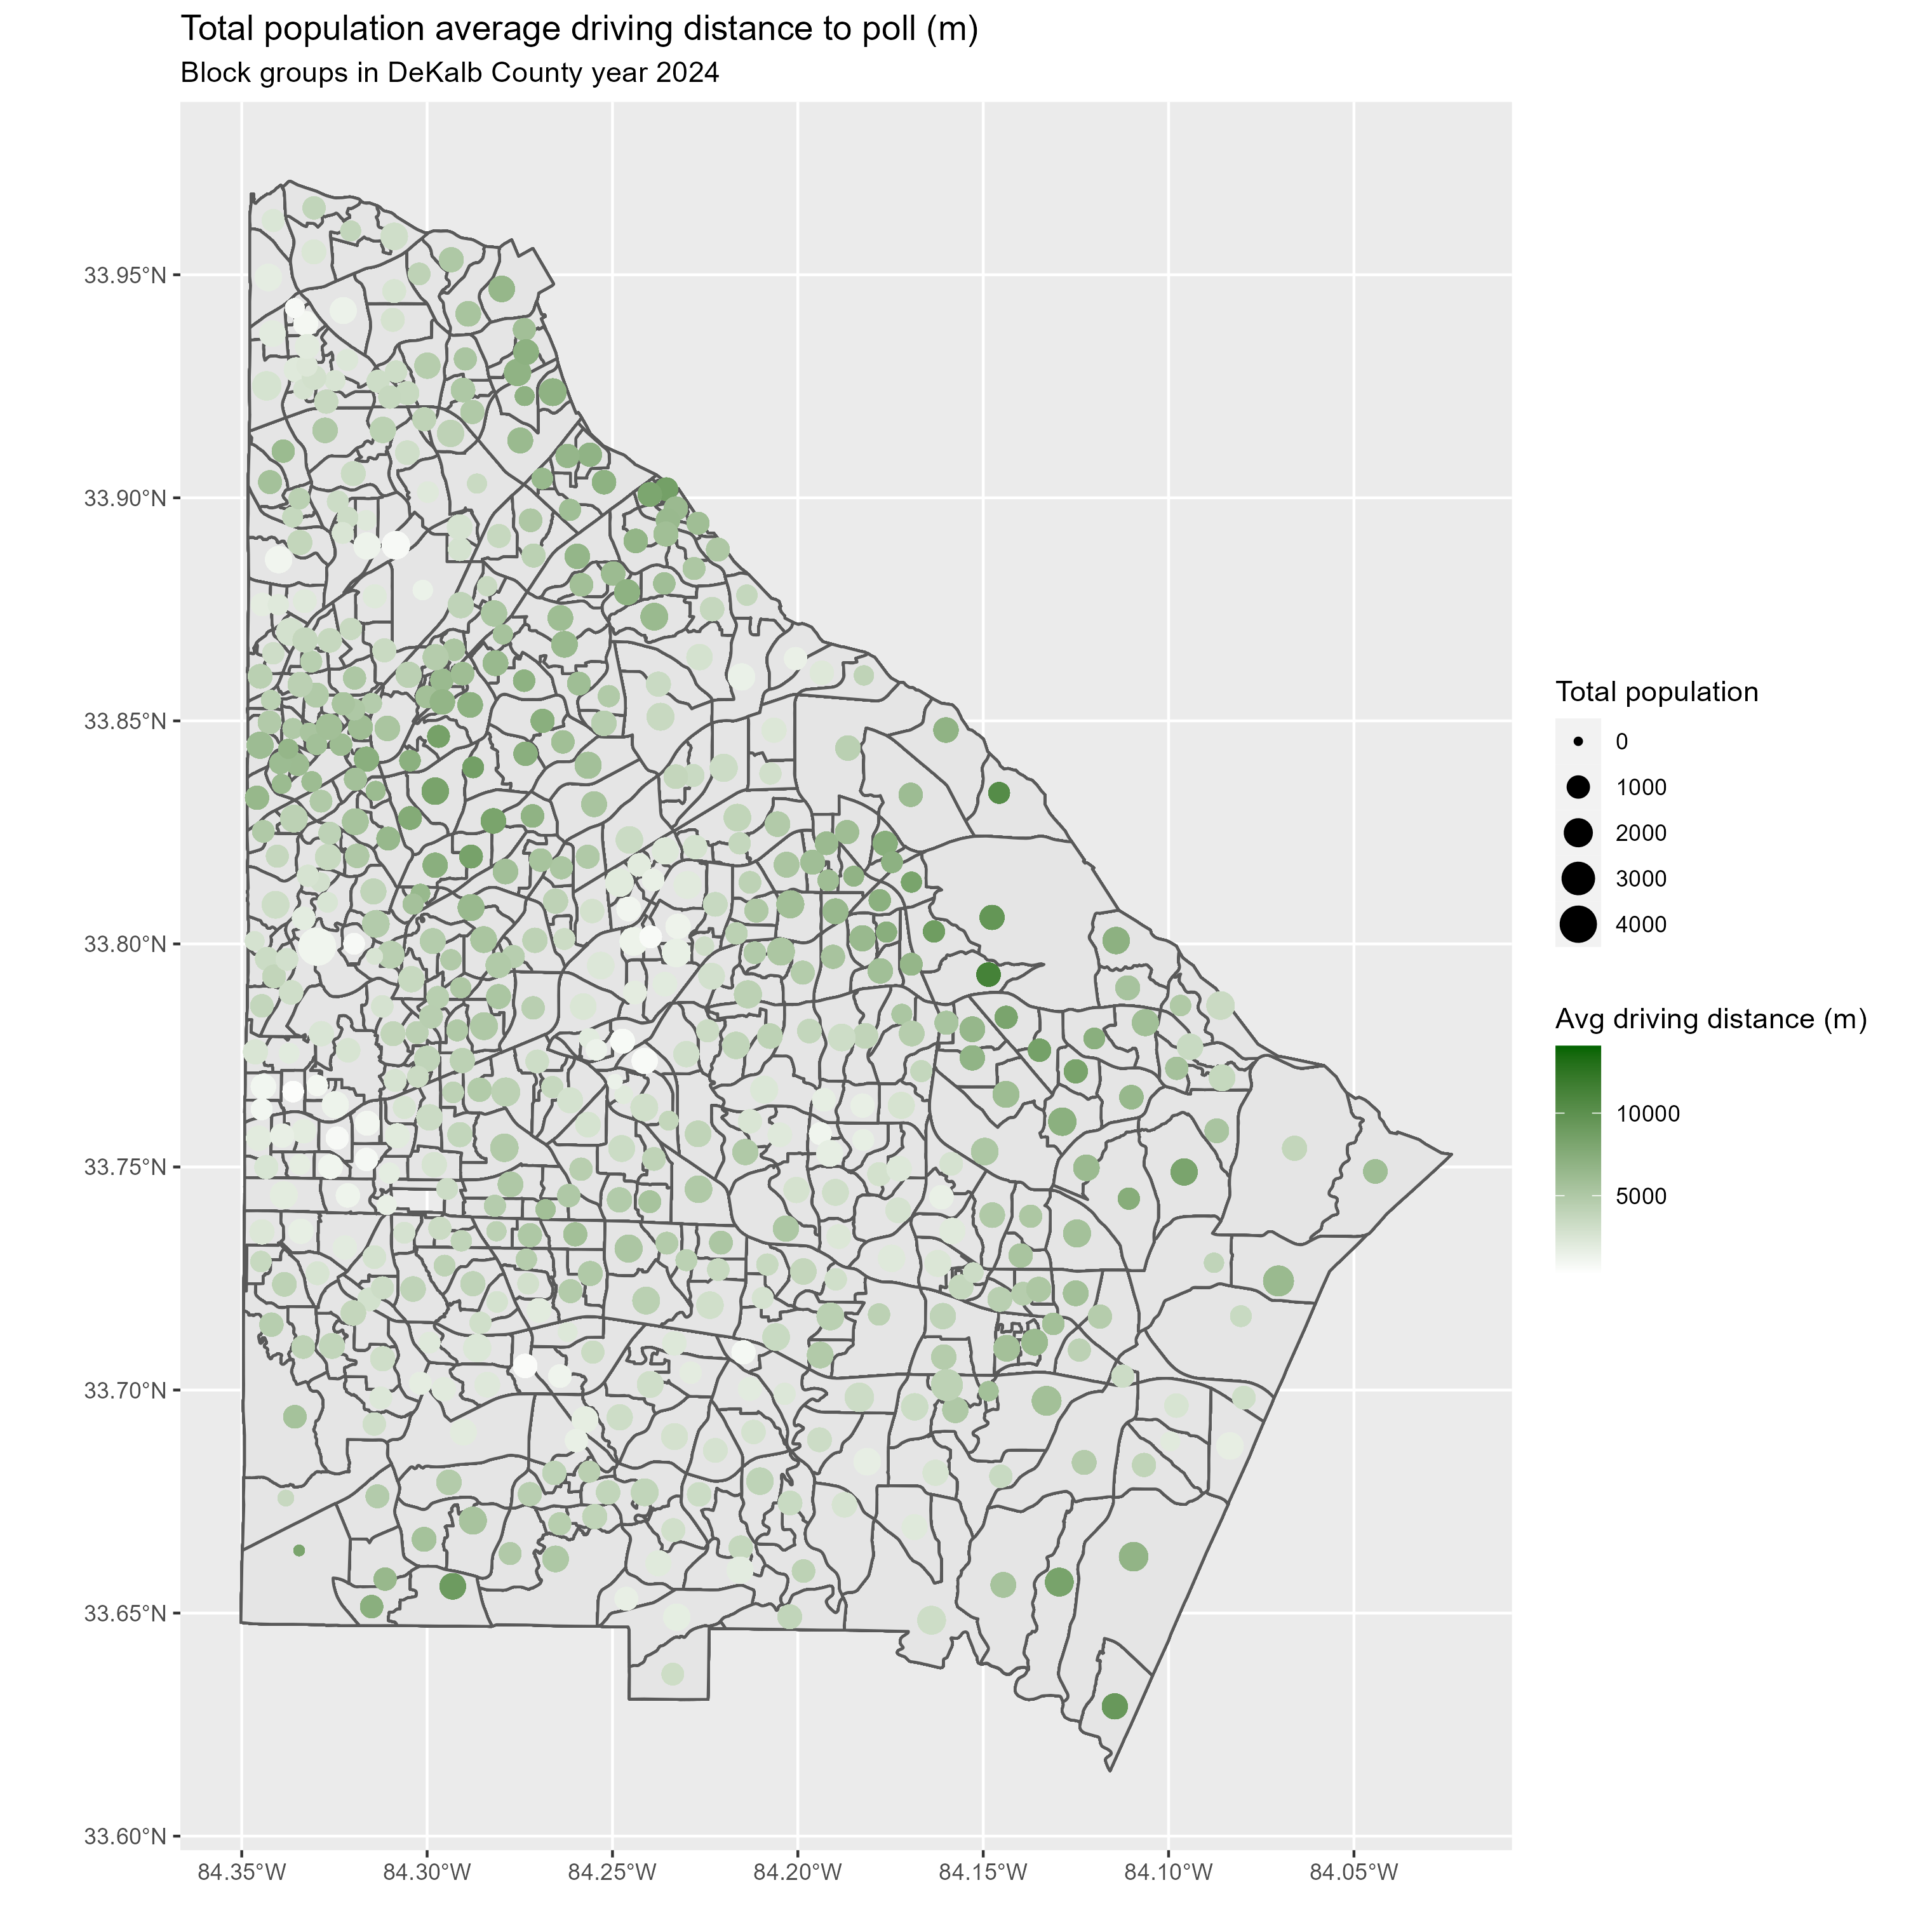 Total population average driving distance to poll (m)
Block groups in DeKalb County year 2024
33.95°N
33.90°N
33.85°N
33.80°N
33.75°N
33.70°N
33.65°N
33.60°N
84.35°W
84.30°W
84.25°W
84.20°W
84.15°W
84.10°W
84.05°W
Total population
0
1000
2000
3000
4000
Avg driving distance (m)
10000
5000